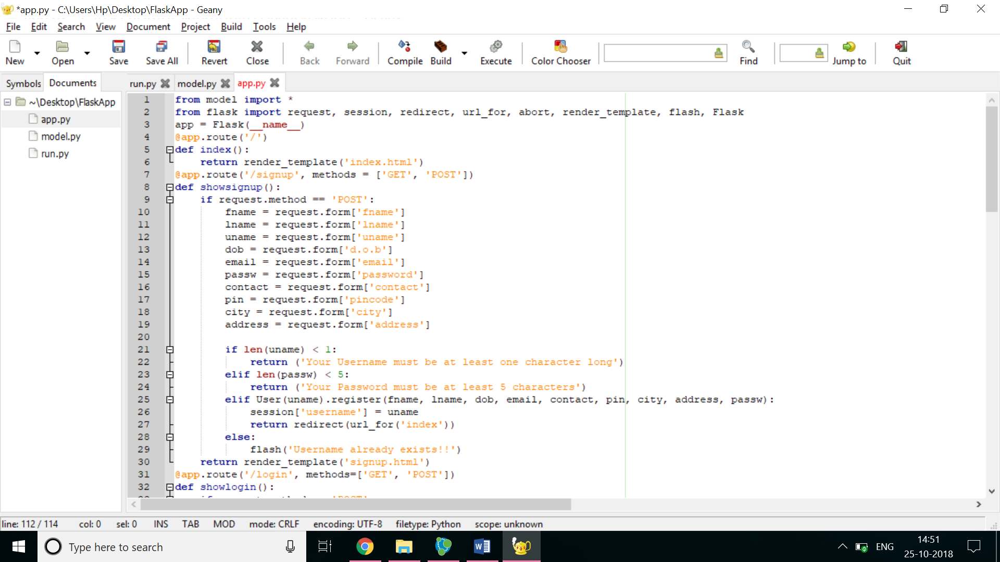 *app.py - C:\Users\Hp\Desktop\FlaskApp - Geany
File Edit Search View Document Project Build Tools Help
New Open Save Save All Revert Close Back Forward Compile Build Execute Color Chooser Find Jump to Quit
Symbols Documents run.py model.py app.py
~\Desktop\FlaskApp
app.py
model.py
run.py
1 from model import *
2 from flask import request, session, redirect, url_for, abort, render_template, flash, Flask
3 app = Flask(__name__)
4 @app.route('/')
5 def index():
6     return render_template('index.html')
7 @app.route('/signup', methods = ['GET', 'POST'])
8 def showsignup():
9     if request.method == 'POST':
10         fname = request.form['fname']
11         lname = request.form['lname']
12         uname = request.form['uname']
13         dob = request.form['d.o.b']
14         email = request.form['email']
15         passw = request.form['password']
16         contact = request.form['contact']
17         pin = request.form['pincode']
18         city = request.form['city']
19         address = request.form['address']
20
21         if len(uname) < 1:
22             return ('Your Username must be at least one character long')
23         elif len(passw) < 5:
24             return ('Your Password must be at least 5 characters')
25         elif User(uname).register(fname, lname, dob, email, contact, pin, city, address, passw):
26             session['username'] = uname
27             return redirect(url_for('index'))
28         else:
29             flash('Username already exists!!')
30     return render_template('signup.html')
31 @app.route('/login', methods=['GET', 'POST'])
32 def showlogin():
line: 112 / 114 col: 0 sel: 0 INS TAB MOD mode: CRLF encoding: UTF-8 filetype: Python scope: unknown
Type here to search
ENG
14:51
25-10-2018